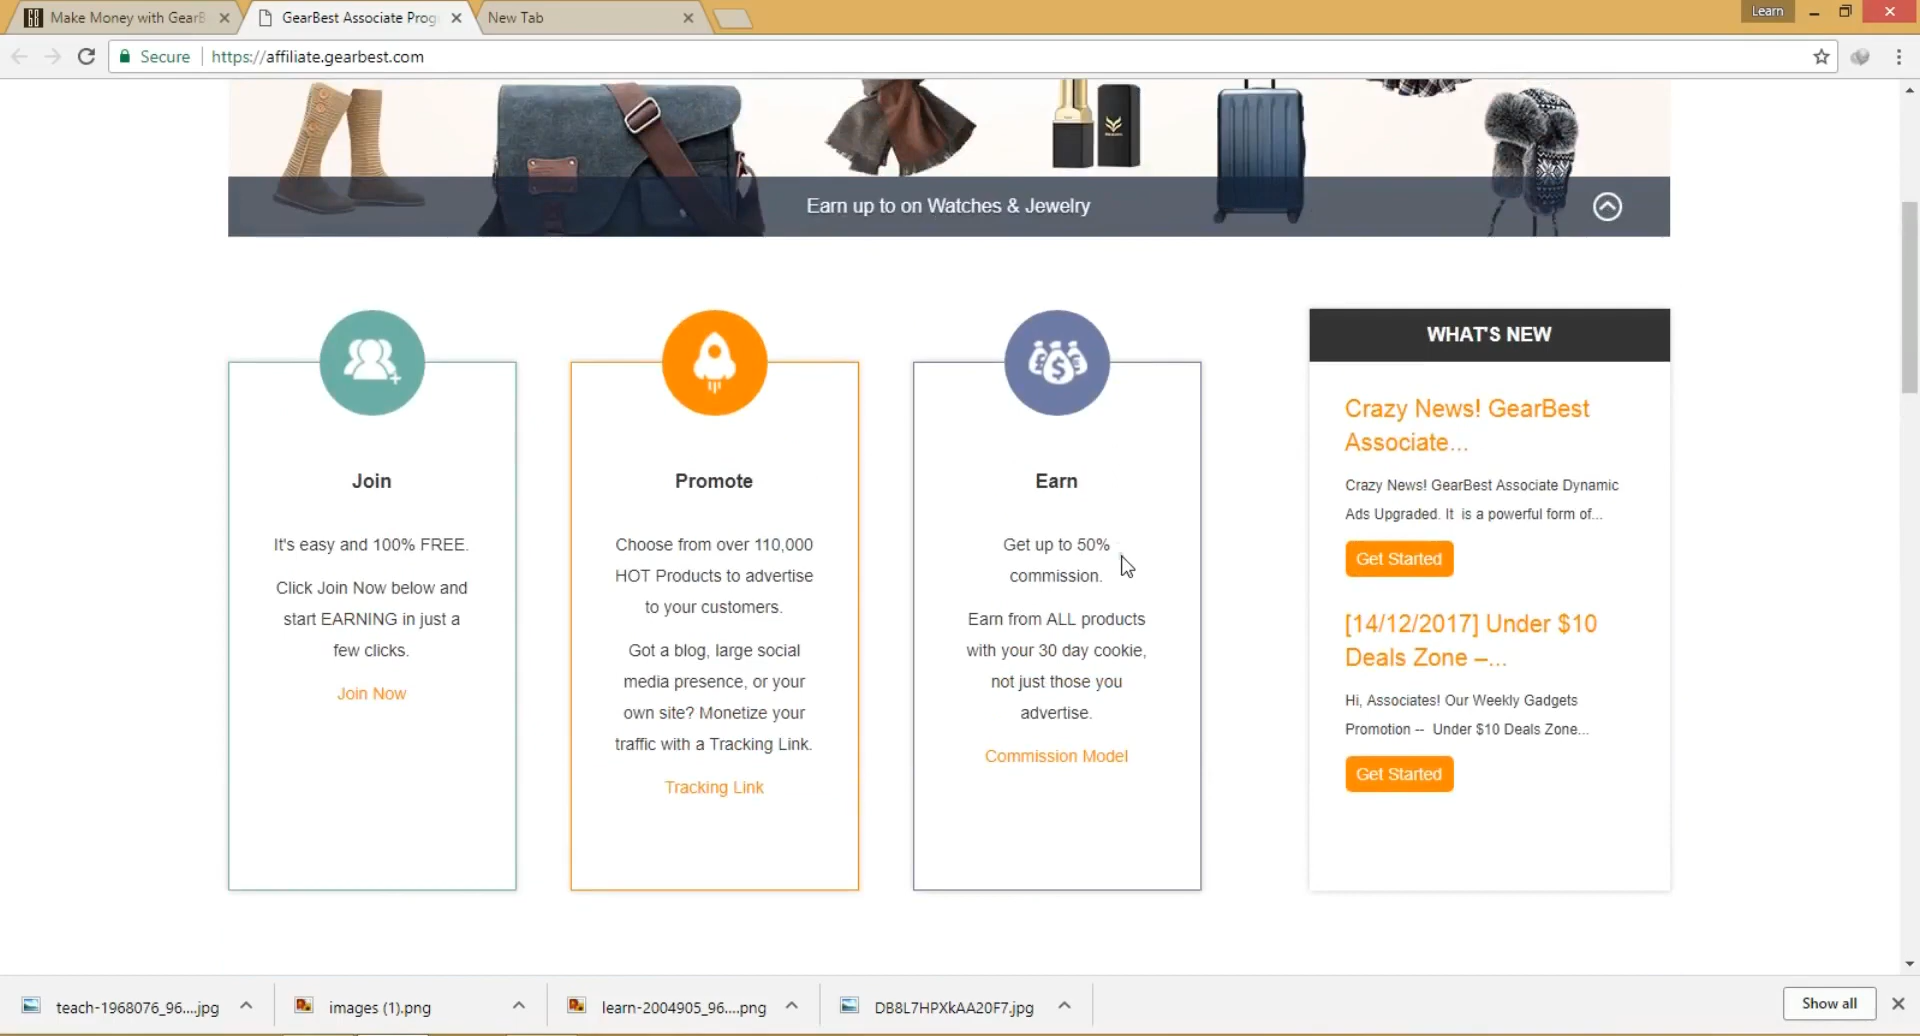 Make Money with GearB
GearBest Associate Prog
New Tab
Learn
Secure
https://affiliate.gearbest.com
Earn up to on Watches & Jewelry
Join
It's easy and 100% FREE.
Click Join Now below and
start EARNING in just a
few clicks.
Join Now
Promote
Choose from over 110,000
HOT Products to advertise
to your customers.
Got a blog, large social
media presence, or your
own site? Monetize your
traffic with a Tracking Link.
Tracking Link
Earn
Get up to 50%
commission.
Earn from ALL products
with your 30 day cookie,
not just those you
advertise.
Commission Model
WHAT'S NEW
Crazy News! GearBest
Associate...
Crazy News! GearBest Associate Dynamic
Ads Upgraded. It is a powerful form of...
Get Started
[14/12/2017] Under $10
Deals Zone –...
Hi, Associates! Our Weekly Gadgets
Promotion -- Under $10 Deals Zone...
Get Started
teach-1968076_96....jpg
images (1).png
learn-2004905_96....png
DB8L7HPXkAA20F7.jpg
Show all